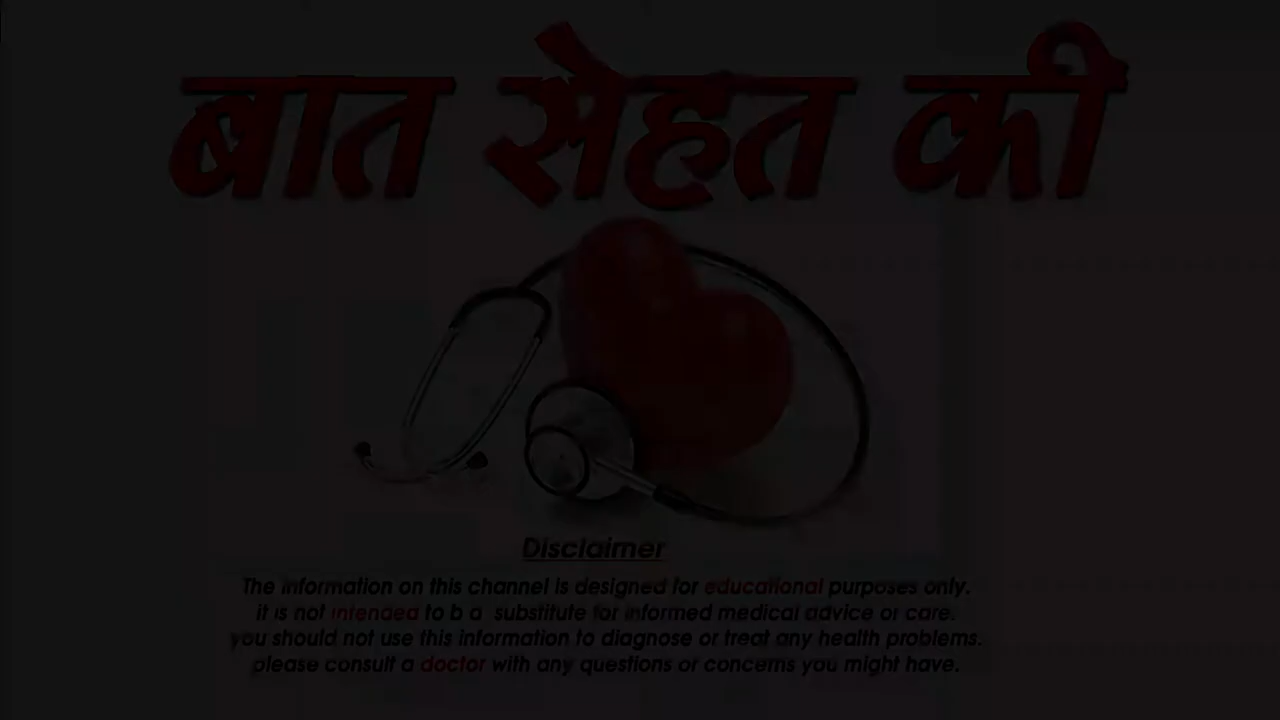 बात सेहत की
Disclaimer
The information on this channel is designed for educational purposes only.
it is not intended to b a substitute for informed medical advice or care.
you should not use this information to diagnose or treat any health problems.
please consult a doctor with any questions or concerns you might have.